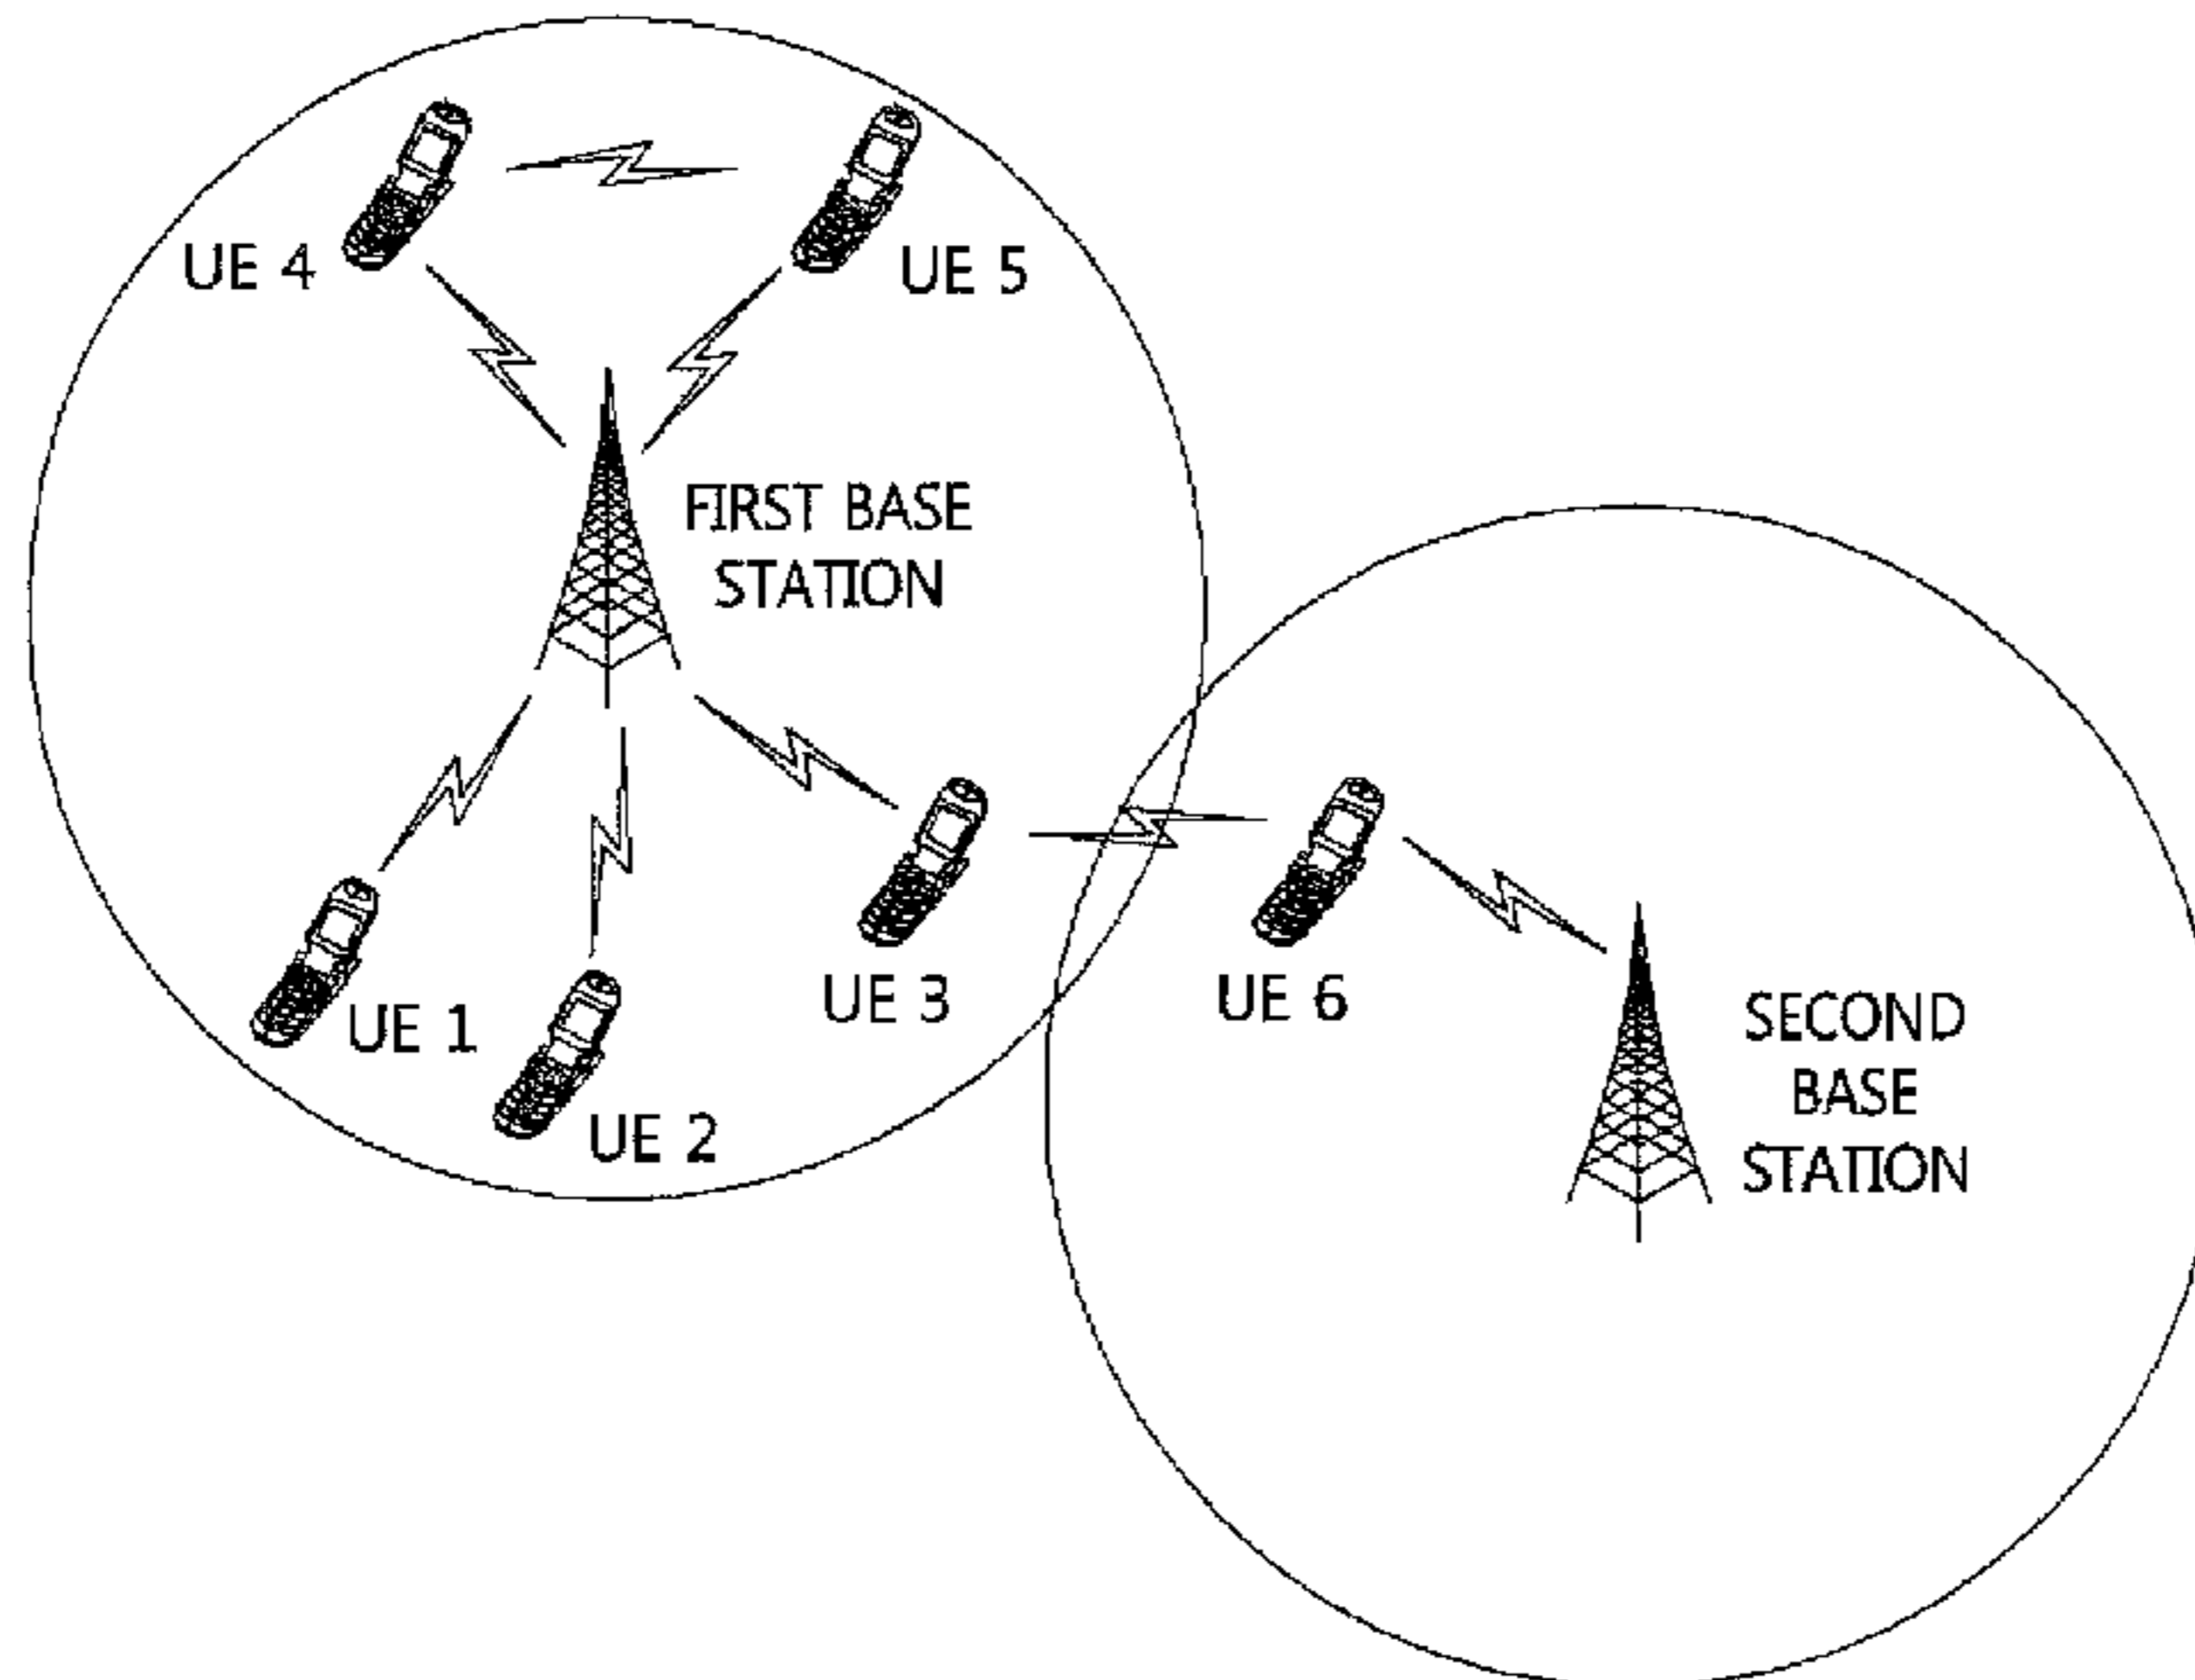 UE 4
UE 5
FIRST BASE
STATION
UE 3
UE 6
UE 1
UE 2
SECOND
BASE
STATION